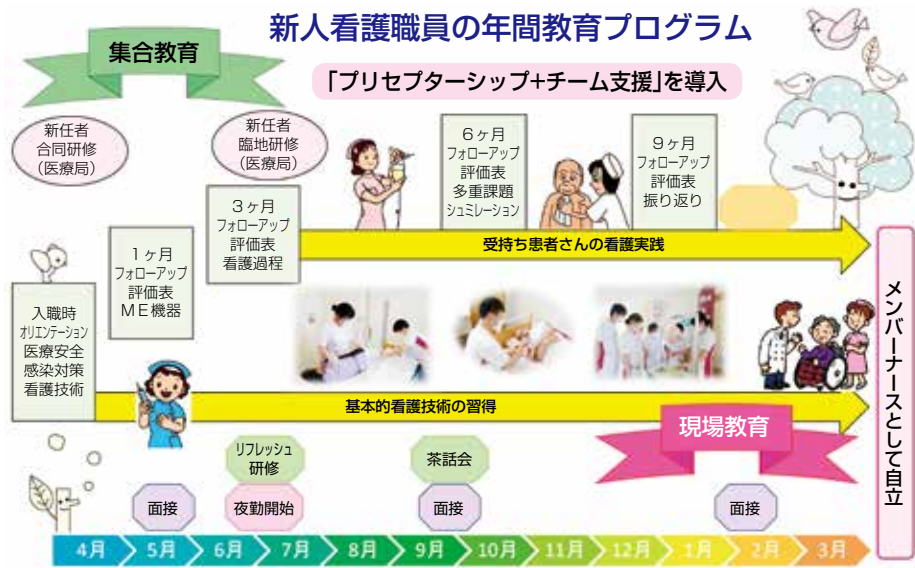 新人看護職員の年間教育プログラム
集合教育
「プリセプターシップ+チーム支援」を導入
新任者
合同研修
（医療局）
新任者
臨地研修
（医療局）
6ヶ月
フォローアップ
評価表
多重課題
シュミレーション
9ヶ月
フォローアップ
評価表
振り返り
3ヶ月
フォローアップ
評価表
看護過程
1ヶ月
フォローアップ
評価表
ME機器
入職時
オリエンテーション
医療安全
感染対策
看護技術
受持ち患者さんの看護実践
基本的看護技術の習得
現場教育
メンバーナースとして自立
リフレッシュ
研修
茶話会
面接
夜勤開始
面接
面接
4月 5月 6月 7月 8月 9月 10月 11月 12月 1月 2月 3月